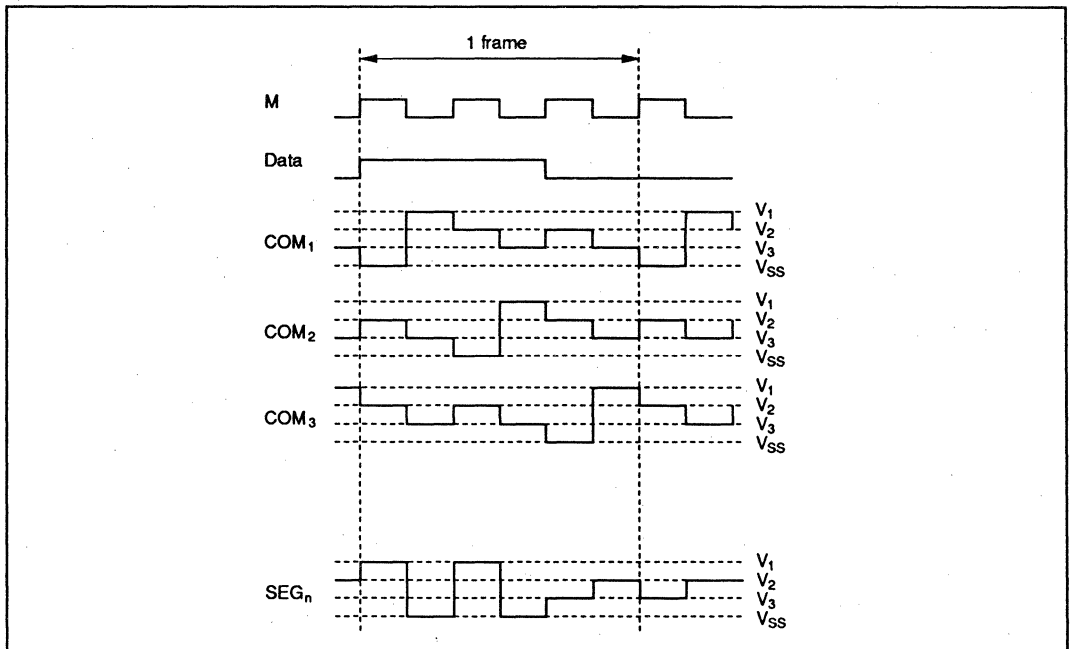 1 frame
M
Data
COM1
V1
V2
V3
VSS
COM2
V1
V2
V3
VSS
COM3
V1
V2
V3
VSS
SEGn
V1
V2
V3
VSS